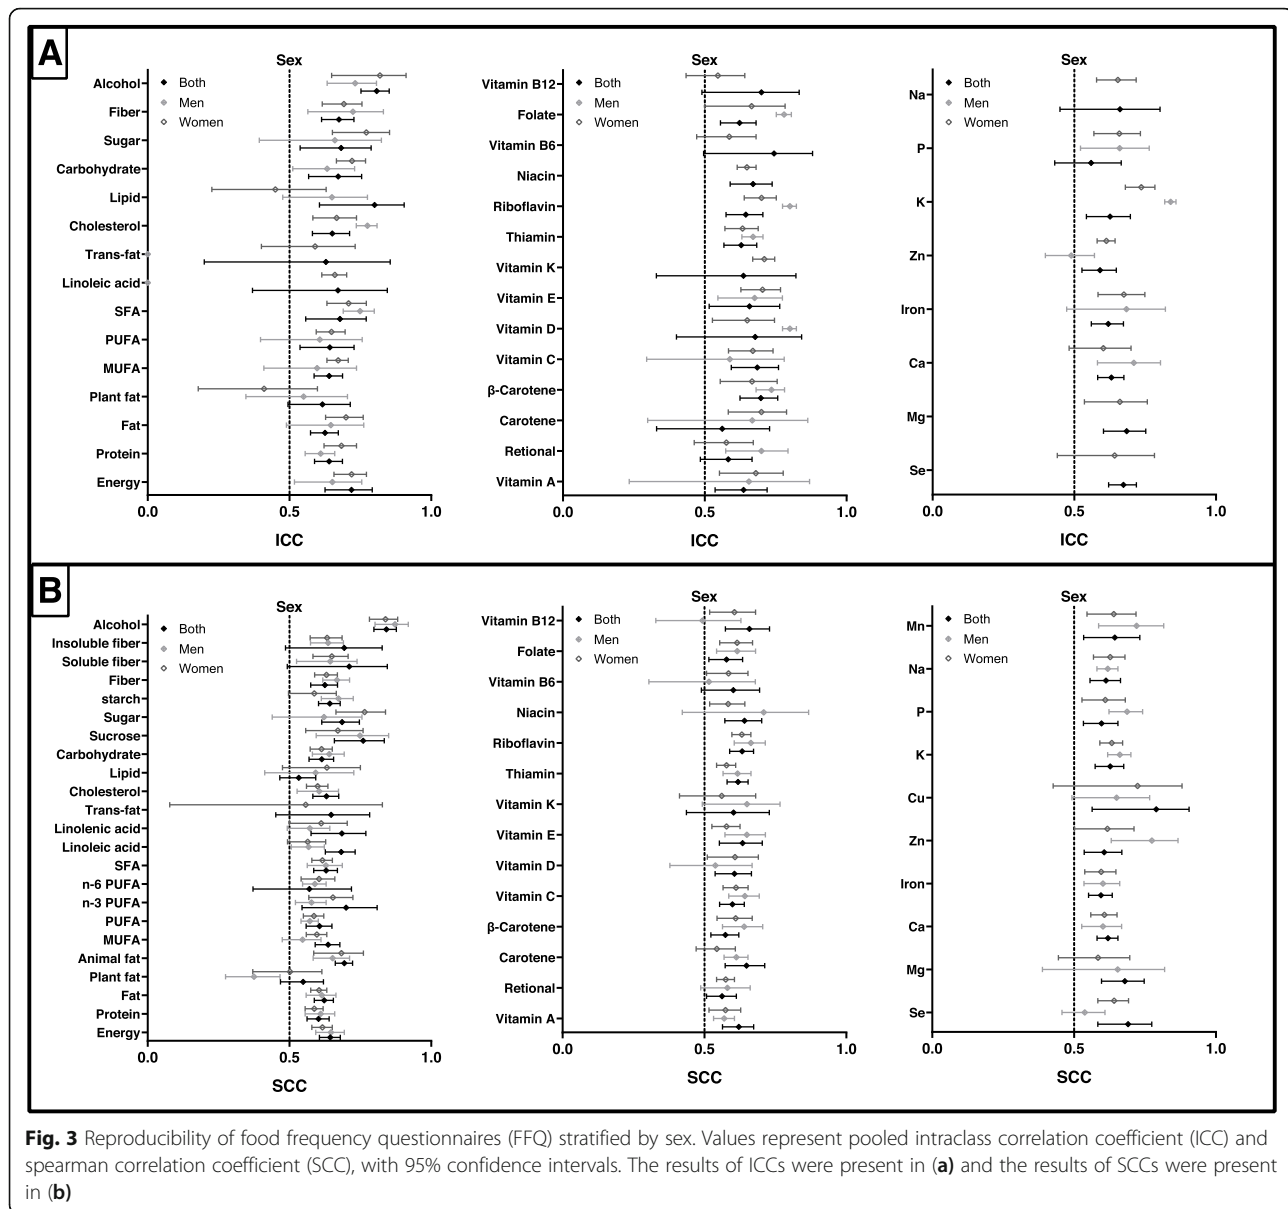 A
Sex
Both
Men
Women
Alcohol
Fiber
Sugar
Carbohydrate
Lipid
Cholesterol
Trans-fat
Linoleic acid
SFA
PUFA
MUFA
Plant fat
Fat
Protein
Energy
0.0 0.5 1.0
ICC
Sex
Both
Men
Women
Vitamin B12
Folate
Vitamin B6
Niacin
Riboflavin
Thiamin
Vitamin K
Vitamin E
Vitamin D
Vitamin C
β-Carotene
Carotene
Retional
Vitamin A
0.0 0.5 1.0
ICC
Sex
Both
Men
Women
Na
P
K
Zn
Iron
Ca
Mg
Se
0.0 0.5 1.0
ICC
B
Sex
Both
Men
Women
Alcohol
Insoluble fiber
Soluble fiber
Fiber
starch
Sugar
Sucrose
Carbohydrate
Lipid
Cholesterol
Trans-fat
Linolenic acid
Linoleic acid
SFA
n-6 PUFA
n-3 PUFA
PUFA
MUFA
Animal fat
Plant fat
Fat
Protein
Energy
0.0 0.5 1.0
SCC
Sex
Both
Men
Women
Vitamin B12
Folate
Vitamin B6
Niacin
Riboflavin
Thiamin
Vitamin K
Vitamin E
Vitamin D
Vitamin C
β-Carotene
Carotene
Retional
Vitamin A
0.0 0.5 1.0
SCC
Sex
Both
Men
Women
Mn
Na
P
K
Cu
Zn
Iron
Ca
Mg
Se
0.0 0.5 1.0
SCC
Fig. 3 Reproducibility of food frequency questionnaires (FFQ) stratified by sex. Values represent pooled intraclass correlation coefficient (ICC) and
spearman correlation coefficient (SCC), with 95% confidence intervals. The results of ICCs were present in (a) and the results of SCCs were present
in (b)